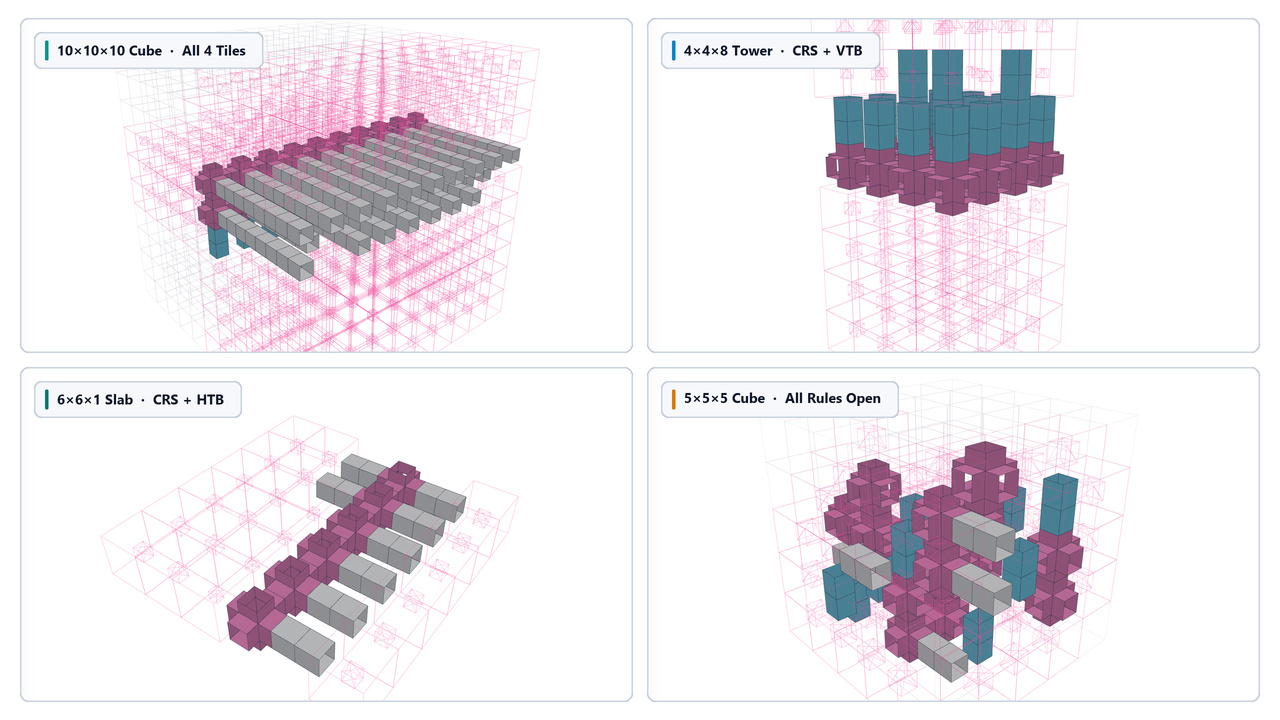 10×10×10 Cube · All 4 Tiles
4×4×8 Tower · CRS + VTB
6×6×1 Slab · CRS + HTB
5×5×5 Cube · All Rules Open